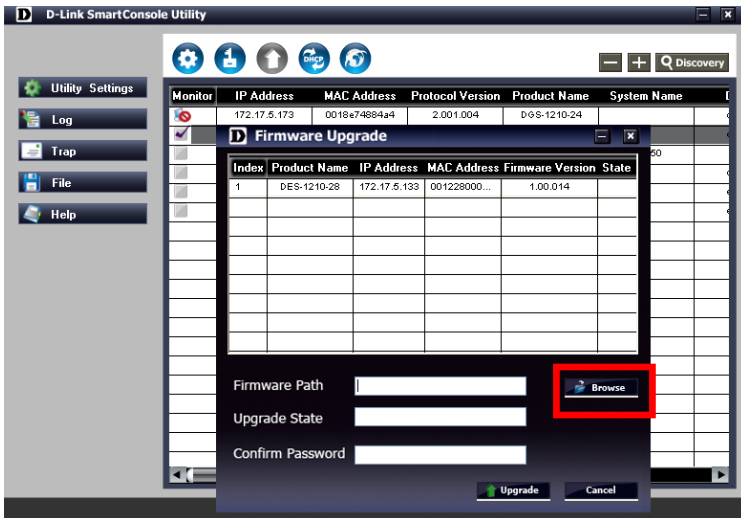 D-Link SmartConsole Utility
DHCP
Discovery
Utility Settings
Log
Trap
File
Help
Monitor IP Address MAC Address Protocol Version Product Name System Name
172.17.5.173 0018e74884a4 2.001.004 DGS-1210-24
50
D Firmware Upgrade
Index Product Name IP Address MAC Address Firmware Version State
1 DES-1210-28 172.17.5.133 001228000... 1.00.014
Firmware Path
Browse
Upgrade State
Confirm Password
Upgrade Cancel